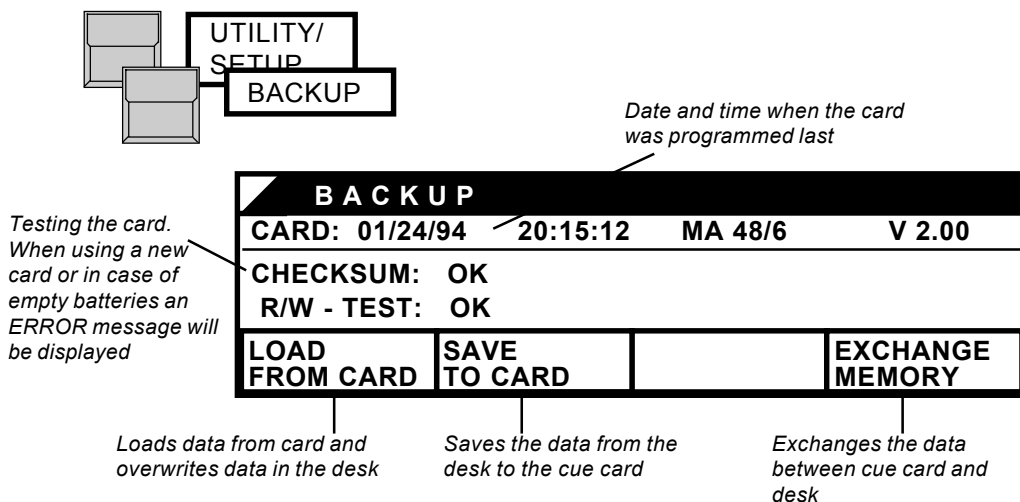 UTILITY/
SETUP
BACKUP
Date and time when the card
was programmed last
BACKUP
CARD: 01/24/94 20:15:12 MA 48/6 V 2.00
Testing the card.
When using a new
card or in case of
empty batteries an
ERROR message will
be displayed
CHECKSUM: OK
R/W - TEST: OK
LOAD
FROM CARD
SAVE
TO CARD
EXCHANGE
MEMORY
Loads data from card and
overwrites data in the desk
Saves the data from the
desk to the cue card
Exchanges the data
between cue card and
desk